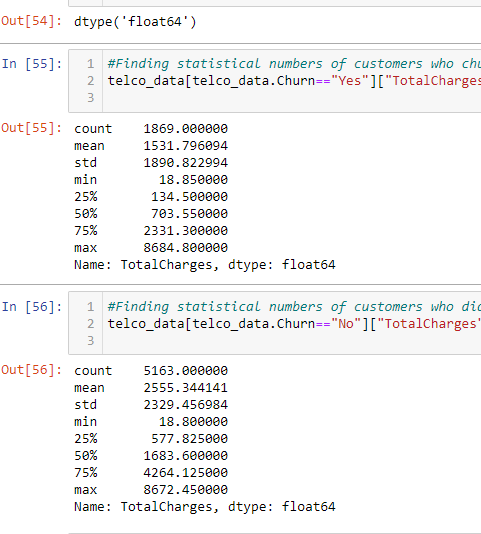 Out[54]: dtype('float64')
In [55]: 1 #Finding statistical numbers of customers who chu
2 telco_data[telco_data.Churn=="Yes"]["TotalCharges
3
Out[55]: count 1869.000000
mean 1531.796094
std 1890.822994
min 18.850000
25% 134.500000
50% 703.550000
75% 2331.300000
max 8684.800000
Name: TotalCharges, dtype: float64
In [56]: 1 #Finding statistical numbers of customers who did
2 telco_data[telco_data.Churn=="No"]["TotalCharges"
3
Out[56]: count 5163.000000
mean 2555.344141
std 2329.456984
min 18.800000
25% 577.825000
50% 1683.600000
75% 4264.125000
max 8672.450000
Name: TotalCharges, dtype: float64